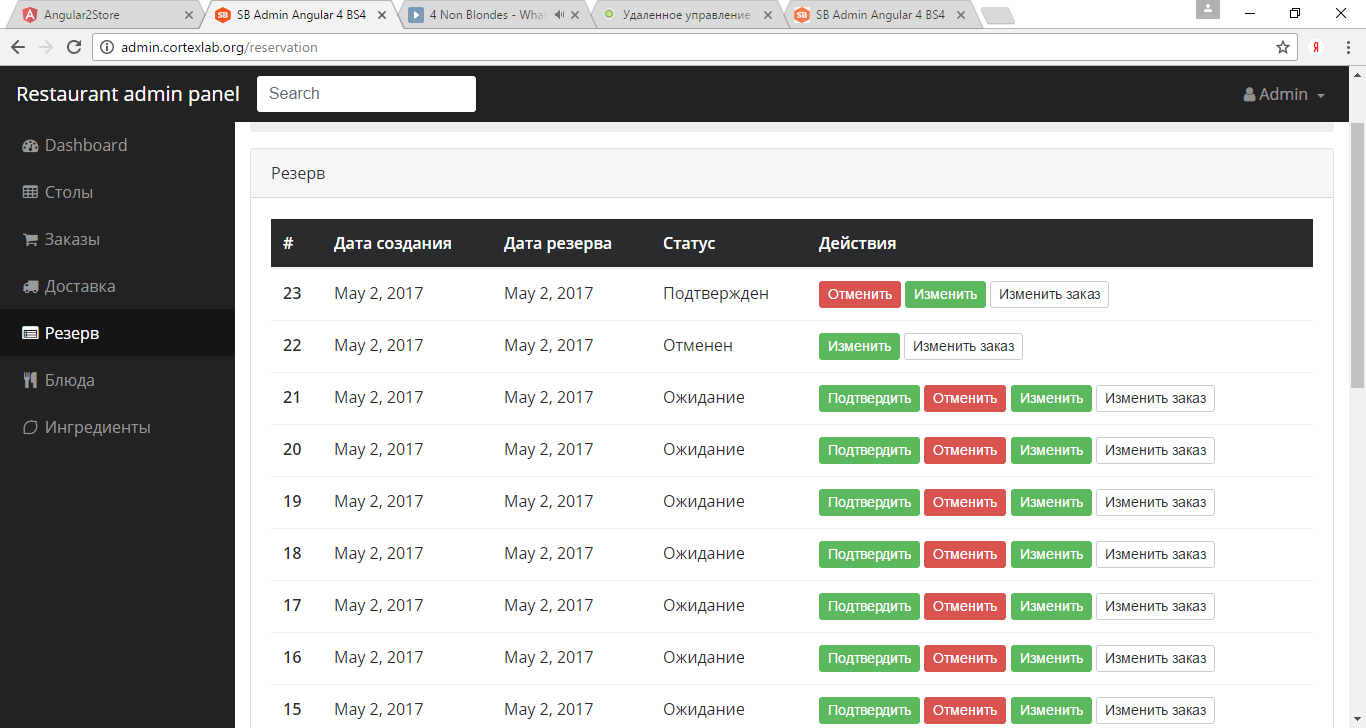 Angular2Store SB Admin Angular 4 BS4 4 Non Blondes - Wha Удаленное управление SB Admin Angular 4 BS4
admin.cortexlab.org/reservation Я
Restaurant admin panel Search Admin
Dashboard
Столы
Заказы
Доставка
Резерв
Блюда
Ингредиенты
Резерв
# Дата создания Дата резерва Статус Действия
23 May 2, 2017 May 2, 2017 Подтвержден Отменить Изменить Изменить заказ
22 May 2, 2017 May 2, 2017 Отменен Изменить Изменить заказ
21 May 2, 2017 May 2, 2017 Ожидание Подтвердить Отменить Изменить Изменить заказ
20 May 2, 2017 May 2, 2017 Ожидание Подтвердить Отменить Изменить Изменить заказ
19 May 2, 2017 May 2, 2017 Ожидание Подтвердить Отменить Изменить Изменить заказ
18 May 2, 2017 May 2, 2017 Ожидание Подтвердить Отменить Изменить Изменить заказ
17 May 2, 2017 May 2, 2017 Ожидание Подтвердить Отменить Изменить Изменить заказ
16 May 2, 2017 May 2, 2017 Ожидание Подтвердить Отменить Изменить Изменить заказ
15 May 2, 2017 May 2, 2017 Ожидание Подтвердить Отменить Изменить Изменить заказ